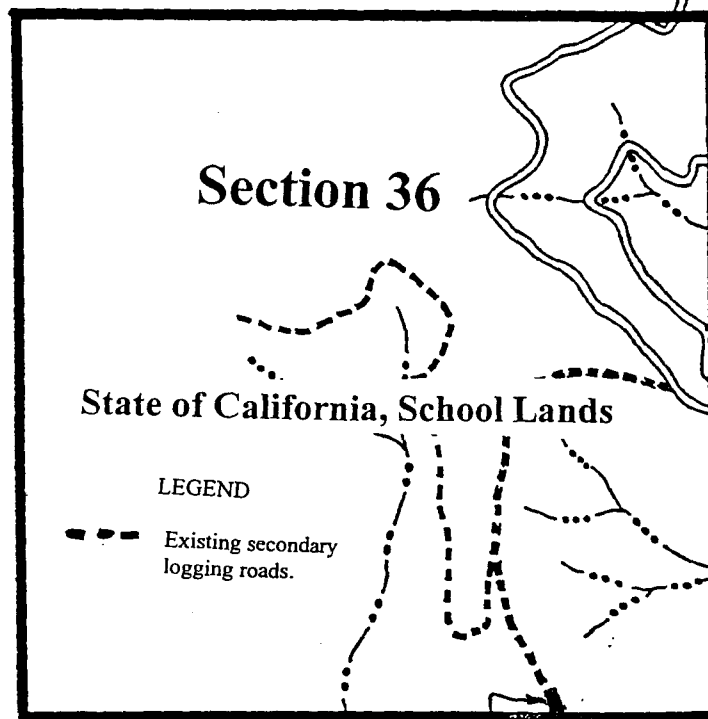 Section 36
State of California, School Lands
LEGEND
Existing secondary
logging roads.